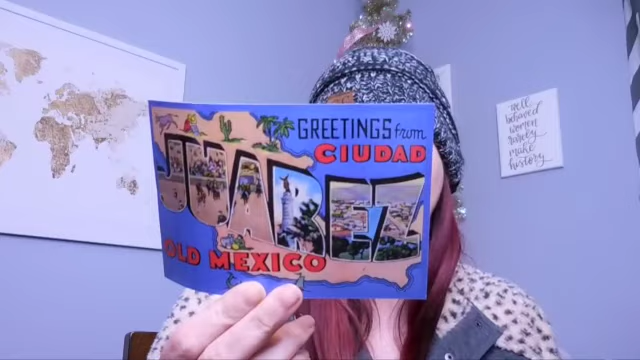 GREETINGS from
CIUDAD
JUAREZ
OLD MEXICO
well
behaved
women
rarely
make
history